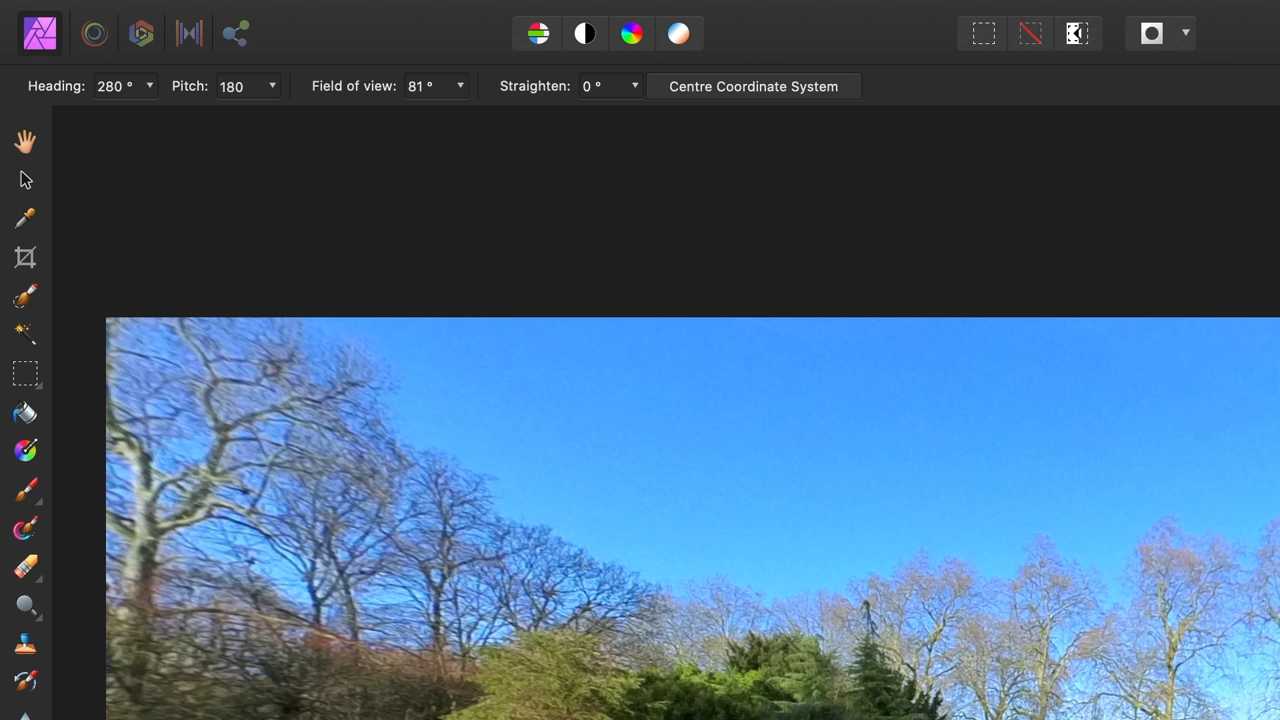 Heading: 280 ° Pitch: 180 Field of view: 81 ° Straighten: 0 ° Centre Coordinate System